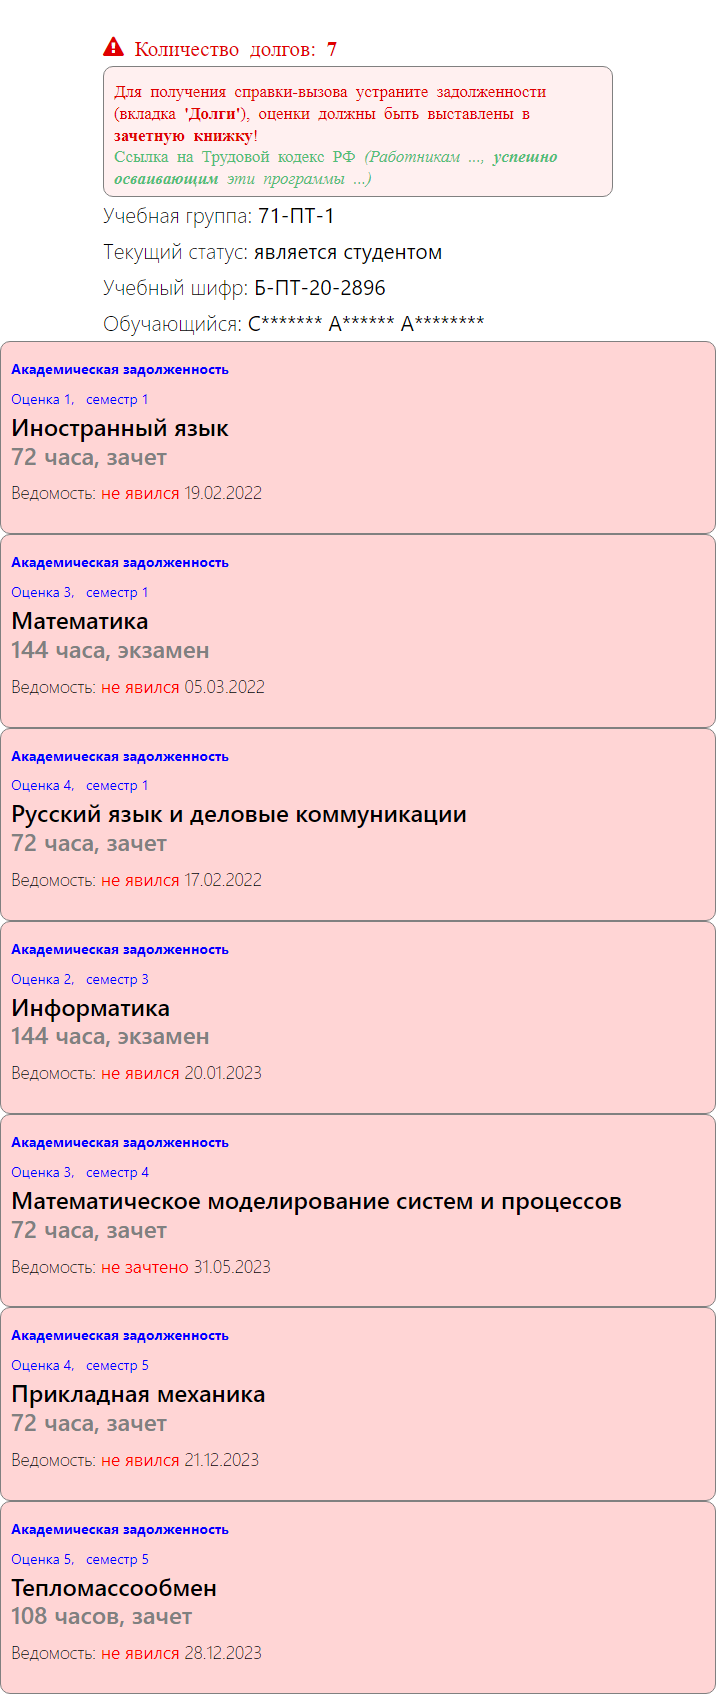 Количество долгов: 7
Для получения справки-вызова устраните задолженности
(вкладка 'Долги'), оценки должны быть выставлены в
зачетную книжку!
Ссылка на Трудовой кодекс РФ (Работникам ..., успешно
осваивающим эти программы ...)
Учебная группа: 71-ПТ-1
Текущий статус: является студентом
Учебный шифр: Б-ПТ-20-2896
Обучающийся: С******* А****** А********
Академическая задолженность
Оценка 1, семестр 1
Иностранный язык
72 часа, зачет
Ведомость: не явился 19.02.2022
Академическая задолженность
Оценка 3, семестр 1
Математика
144 часа, экзамен
Ведомость: не явился 05.03.2022
Академическая задолженность
Оценка 4, семестр 1
Русский язык и деловые коммуникации
72 часа, зачет
Ведомость: не явился 17.02.2022
Академическая задолженность
Оценка 2, семестр 3
Информатика
144 часа, экзамен
Ведомость: не явился 20.01.2023
Академическая задолженность
Оценка 3, семестр 4
Математическое моделирование систем и процессов
72 часа, зачет
Ведомость: не зачтено 31.05.2023
Академическая задолженность
Оценка 4, семестр 5
Прикладная механика
72 часа, зачет
Ведомость: не явился 21.12.2023
Академическая задолженность
Оценка 5, семестр 5
Тепломассообмен
108 часов, зачет
Ведомость: не явился 28.12.2023